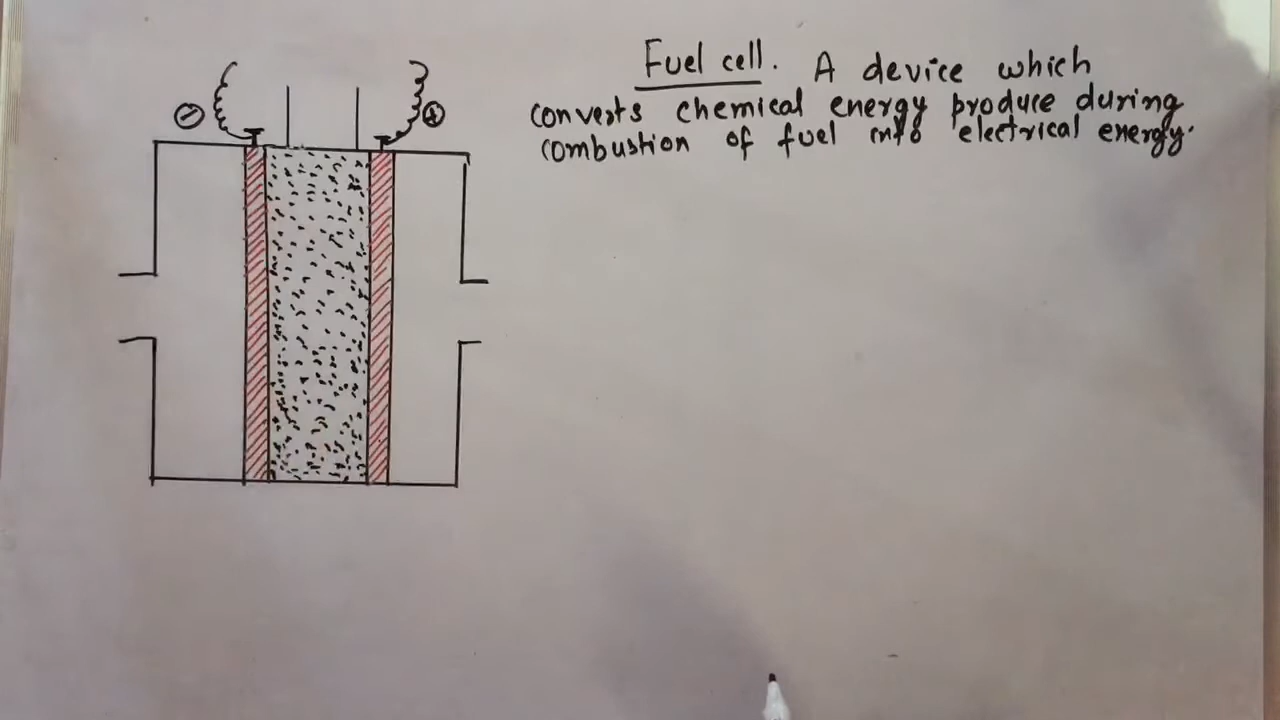 Fuel cell. A device which
converts chemical energy produce during
combustion of fuel into electrical energy.